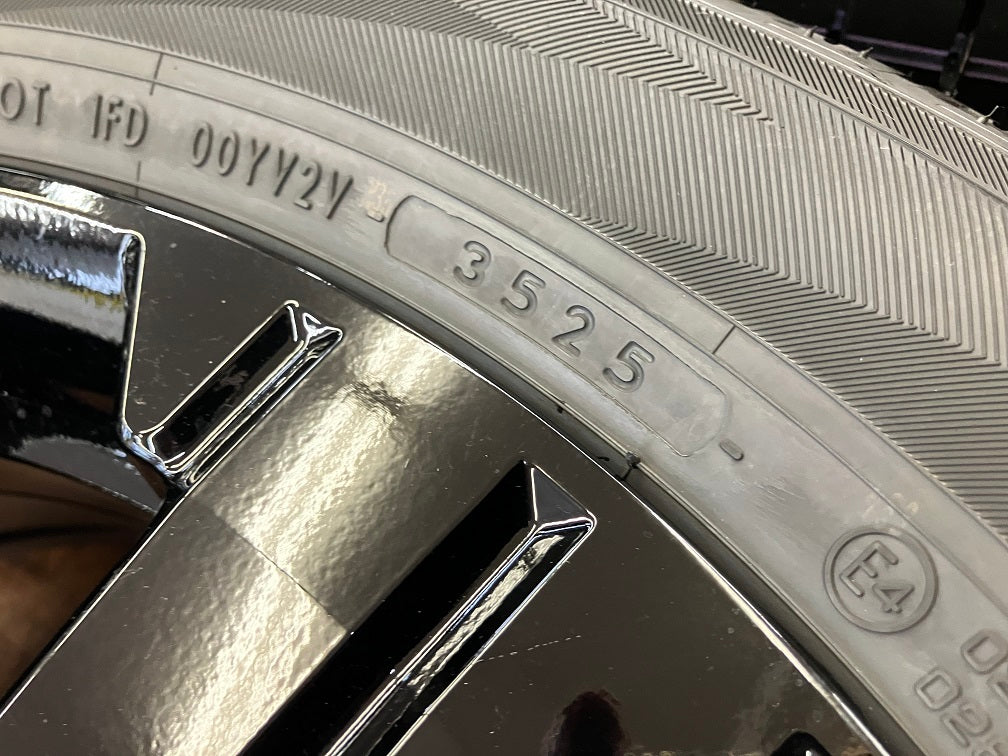 OT 1FD 00YV2V - 3525 -
E4